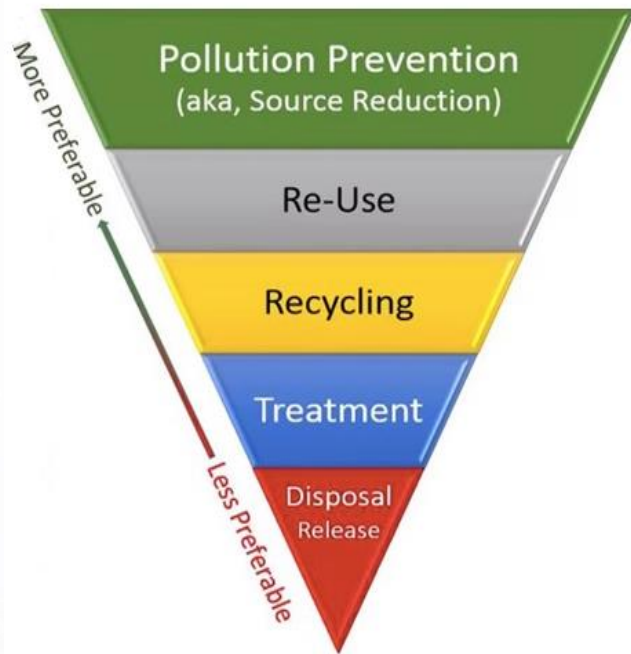 Pollution Prevention
(aka, Source Reduction)
More Preferable
Re-Use
Recycling
Treatment
Less Preferable
Disposal
Release